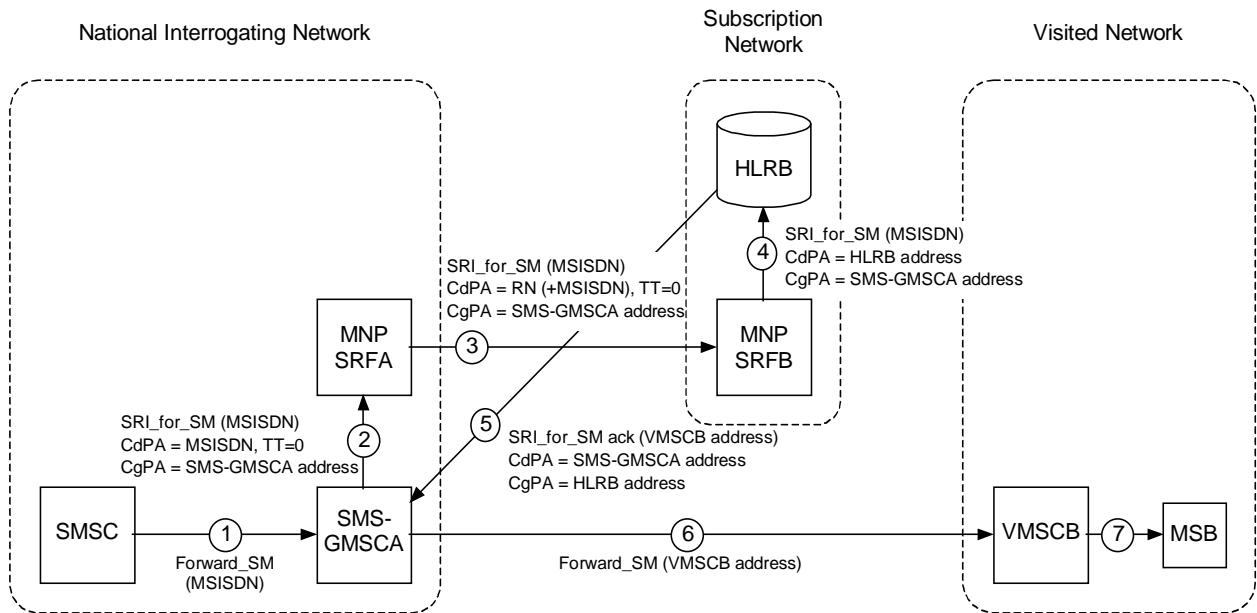 National Interrogating Network
Subscription
Network
Visited Network
HLRB
4
SRI_for_SM (MSISDN)
CdPA = HLRB address
CgPA = SMS-GMSCA address
SRI_for_SM (MSISDN)
CdPA = RN (+MSISDN), TT=0
CgPA = SMS-GMSCA address
MNP
SRFA
3
MNP
SRFB
SRI_for_SM (MSISDN)
CdPA = MSISDN, TT=0
CgPA = SMS-GMSCA address
2
5
SRI_for_SM ack (VMSCB address)
CdPA = SMS-GMSCA address
CgPA = HLRB address
SMSC
1
Forward_SM
(MSISDN)
SMS-
GMSCA
6
Forward_SM (VMSCB address)
VMSCB
7
MSB